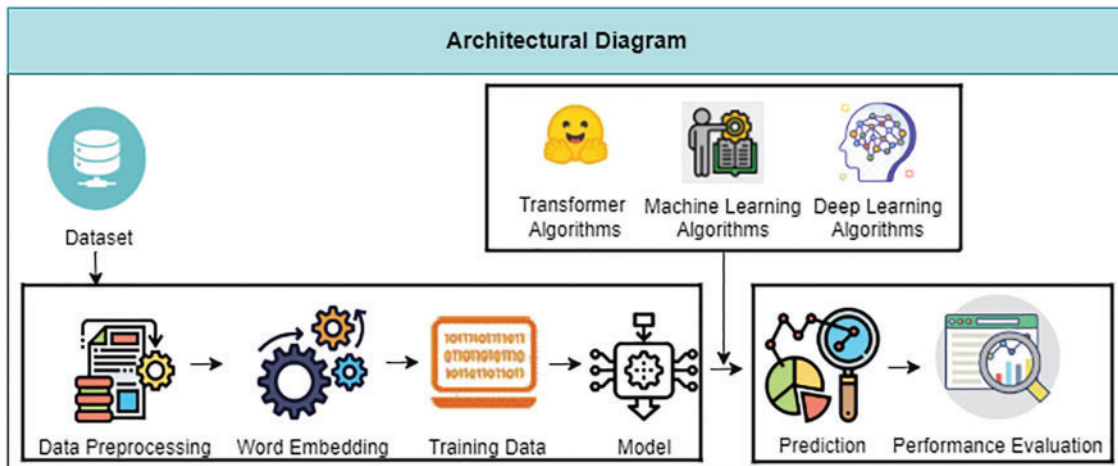 Architectural Diagram
Dataset
Transformer
Algorithms
Machine Learning
Algorithms
Deep Learning
Algorithms
Data Preprocessing
Word Embedding
Training Data
Model
Prediction
Performance Evaluation